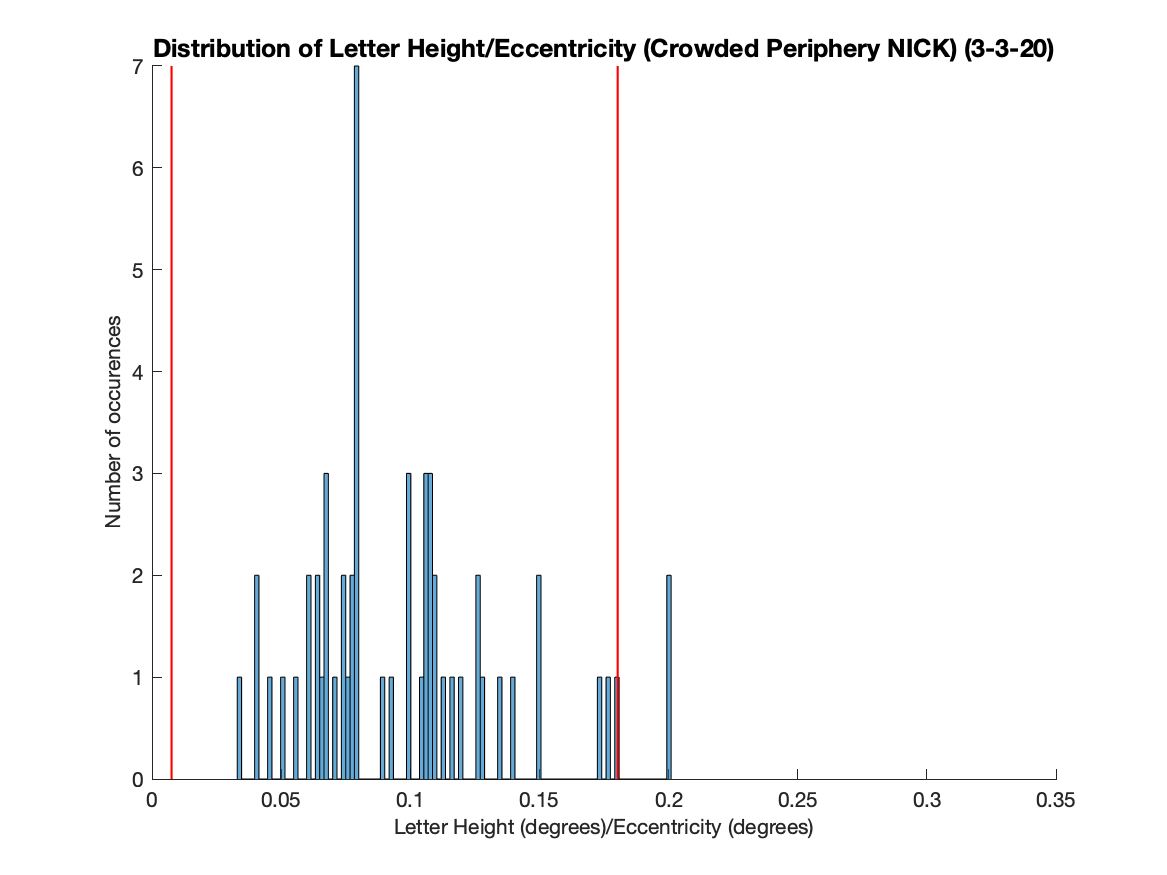 Distribution of Letter Height/Eccentricity (Crowded Periphery NICK) (3-3-20)
7
6
5
4
3
2
1
0
Number of occurences
0 0.05 0.1 0.15 0.2 0.25 0.3 0.35
Letter Height (degrees)/Eccentricity (degrees)